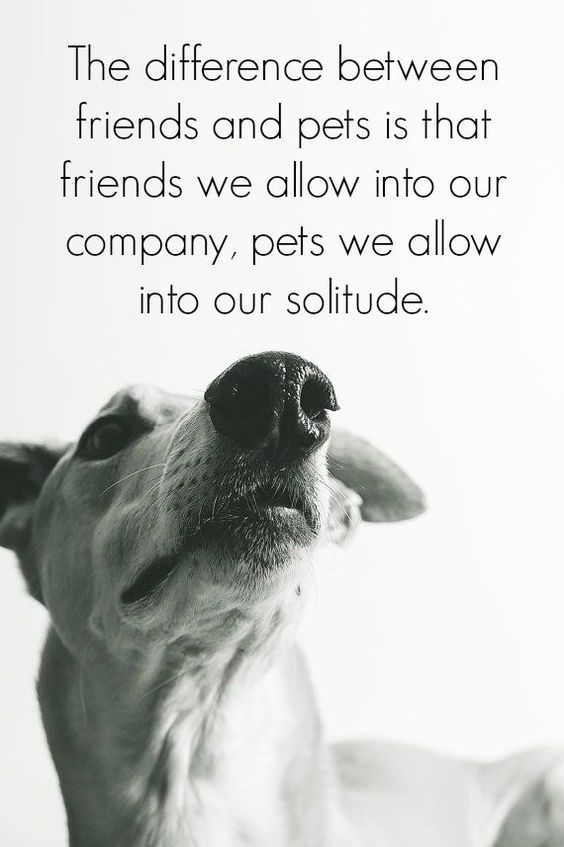 The difference between
friends and pets is that
friends we allow into our
company, pets we allow
into our solitude.